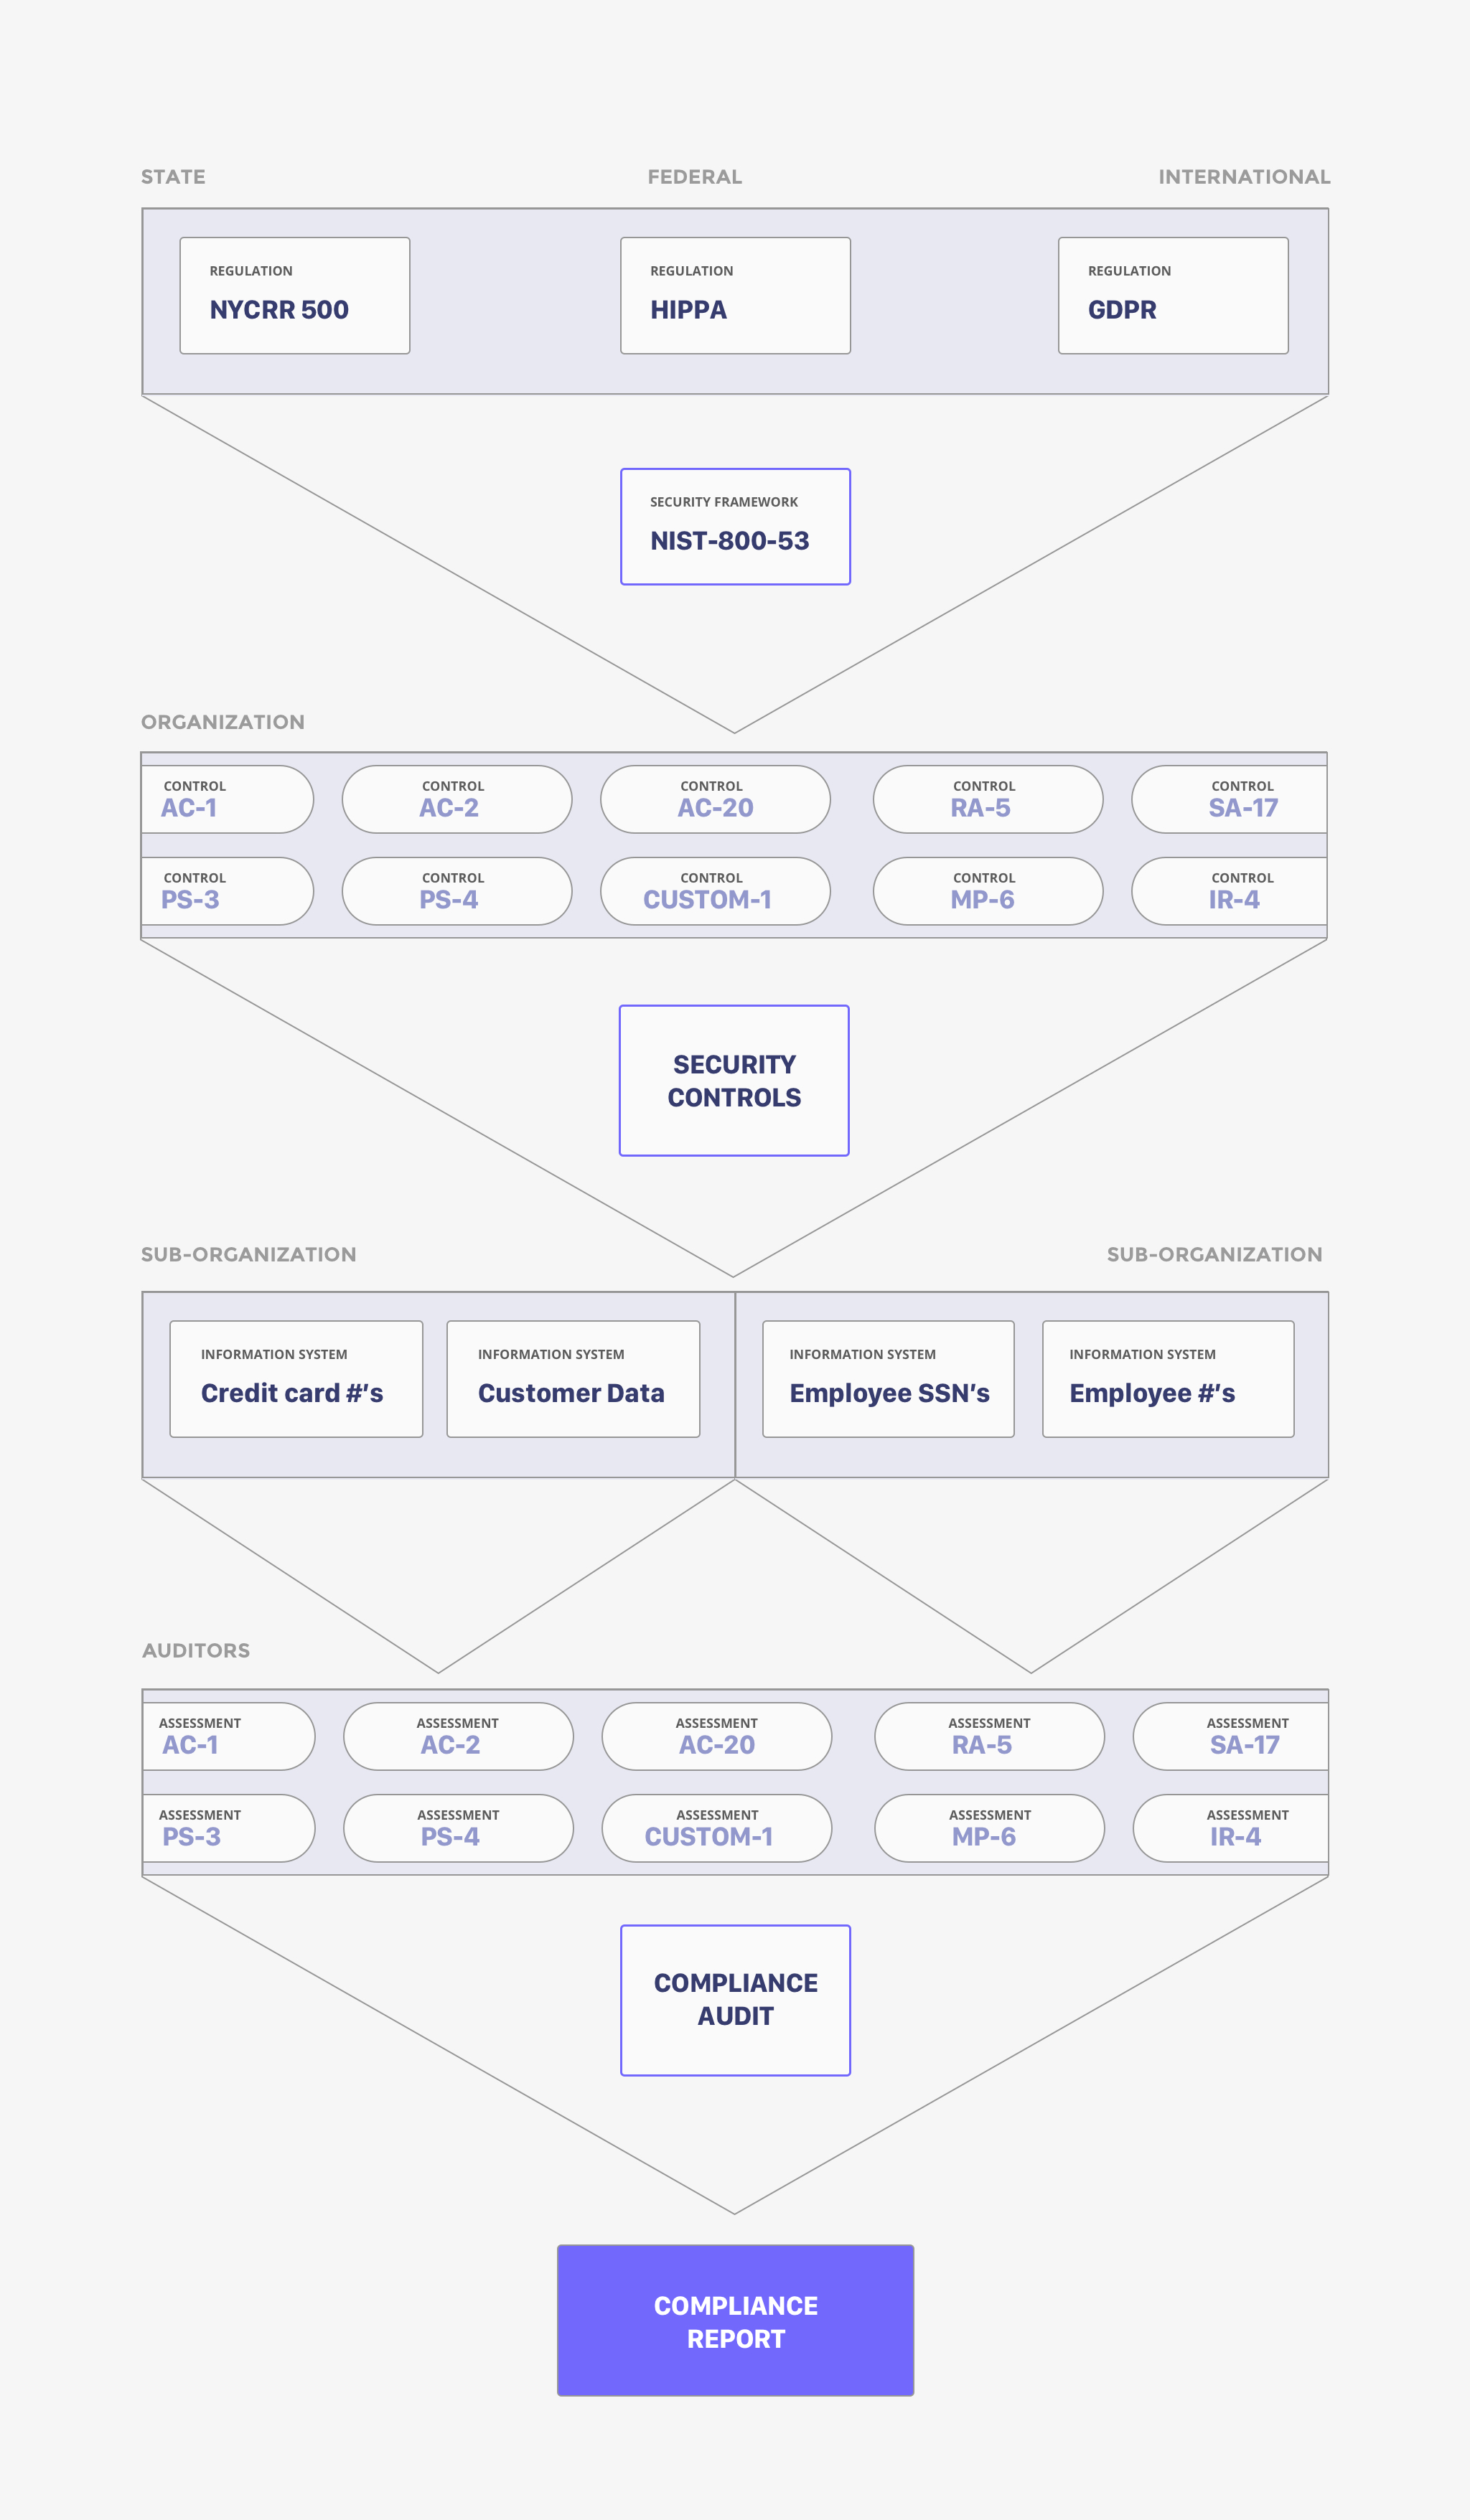 STATE
FEDERAL
INTERNATIONAL
REGULATION
NYCRR 500
REGULATION
HIPPA
REGULATION
GDPR
SECURITY FRAMEWORK
NIST-800-53
ORGANIZATION
CONTROL
AC-1
CONTROL
AC-2
CONTROL
AC-20
CONTROL
RA-5
CONTROL
SA-17
CONTROL
PS-3
CONTROL
PS-4
CONTROL
CUSTOM-1
CONTROL
MP-6
CONTROL
IR-4
SECURITY
CONTROLS
SUB-ORGANIZATION
SUB-ORGANIZATION
INFORMATION SYSTEM
Credit card #'s
INFORMATION SYSTEM
Customer Data
INFORMATION SYSTEM
Employee SSN's
INFORMATION SYSTEM
Employee #'s
AUDITORS
ASSESSMENT
AC-1
ASSESSMENT
AC-2
ASSESSMENT
AC-20
ASSESSMENT
RA-5
ASSESSMENT
SA-17
ASSESSMENT
PS-3
ASSESSMENT
PS-4
ASSESSMENT
CUSTOM-1
ASSESSMENT
MP-6
ASSESSMENT
IR-4
COMPLIANCE
AUDIT
COMPLIANCE
REPORT